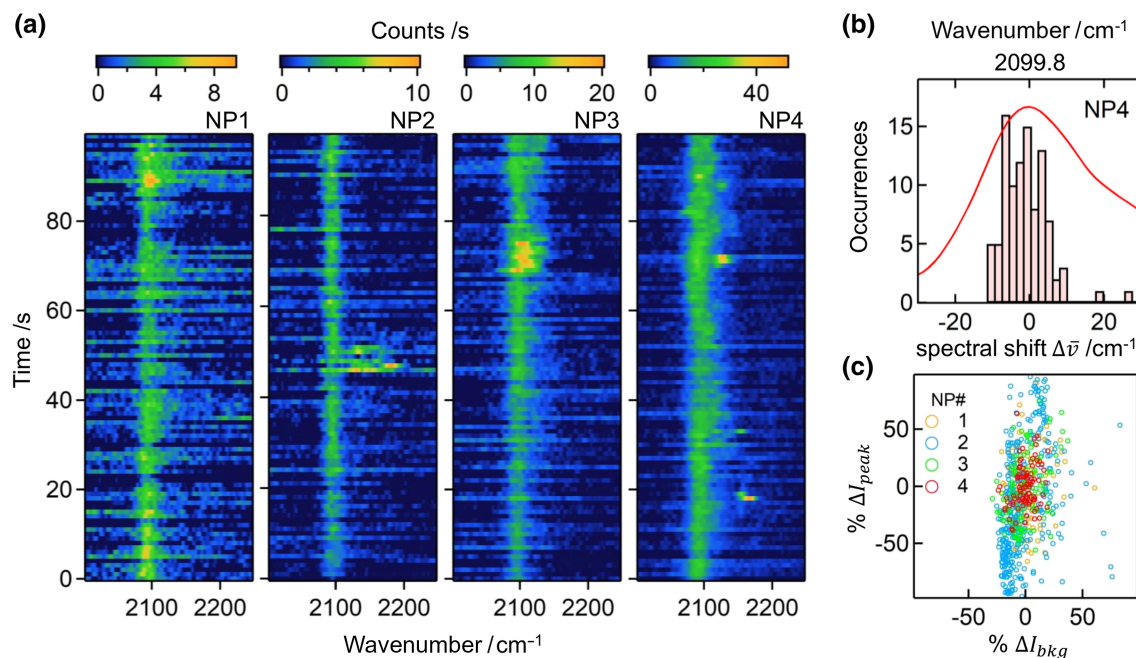 (a)
Counts /s
0 4 8
0 5 10
0 10 20
0 20 40
NP1
NP2
NP3
NP4
Time /s
80
60
40
20
0
2100 2200
2100 2200
2100 2200
2100 2200
Wavenumber /cm⁻¹
(b)
Wavenumber /cm⁻¹
2099.8
NP4
Occurrences
15
10
5
0
-20 0 20
spectral shift Δν̄ /cm⁻¹
(c)
NP#
1
2
3
4
% ΔI_peak
50
0
-50
-50 0 50
% ΔI_bkg